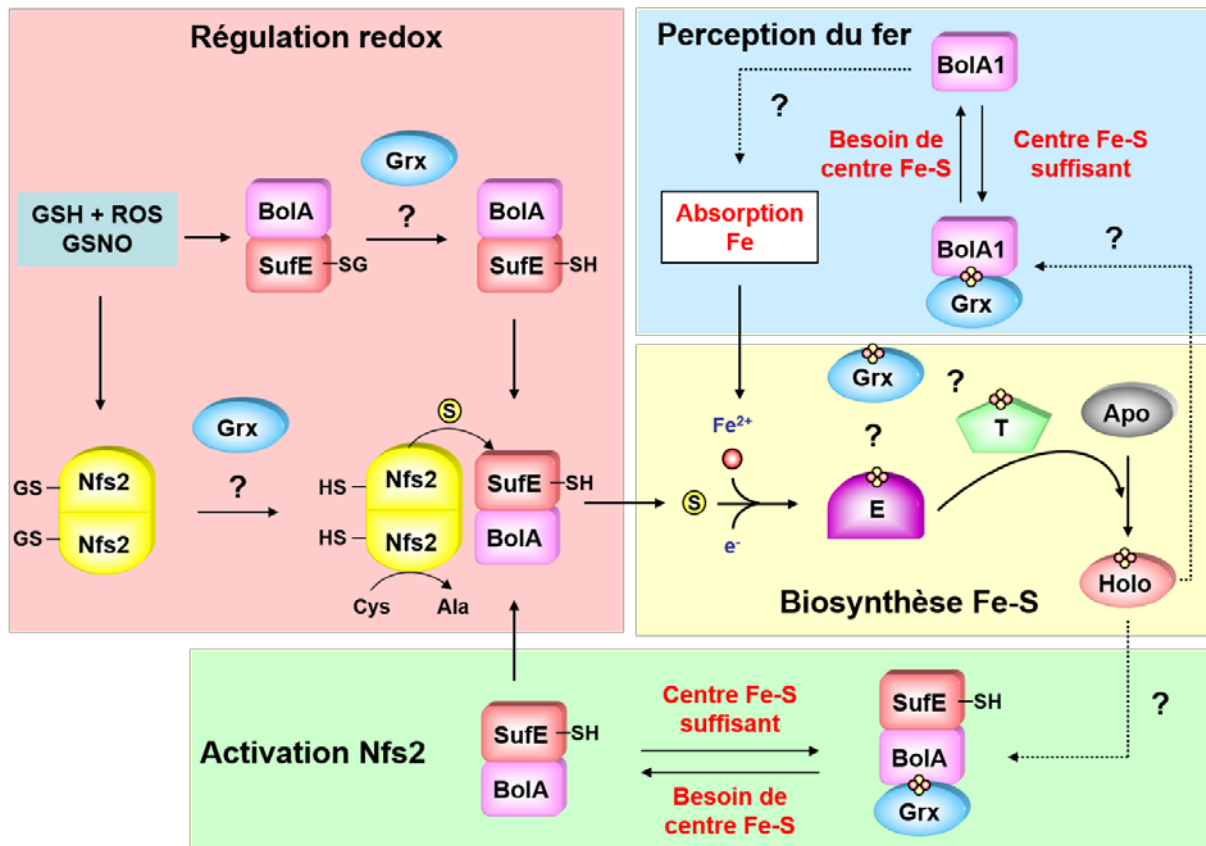 Régulation redox
GSH + ROS
GSNO
BolA
SufE
SG
Grx
?
BolA
SufE
SH
GS
Nfs2
GS
Nfs2
Grx
?
S
HS
Nfs2
HS
Nfs2
SufE
SH
BolA
Cys
Ala
Perception du fer
BolA1
?
Besoin de
centre Fe-S
Centre Fe-S
suffisant
Absorption
Fe
BolA1
Grx
?
Grx
?
?
T
Apo
Fe2+
S
e-
E
Holo
Biosynthèse Fe-S
Activation Nfs2
SufE
SH
BolA
Centre Fe-S
suffisant
Besoin de
centre Fe-S
SufE
SH
BolA
Grx
?